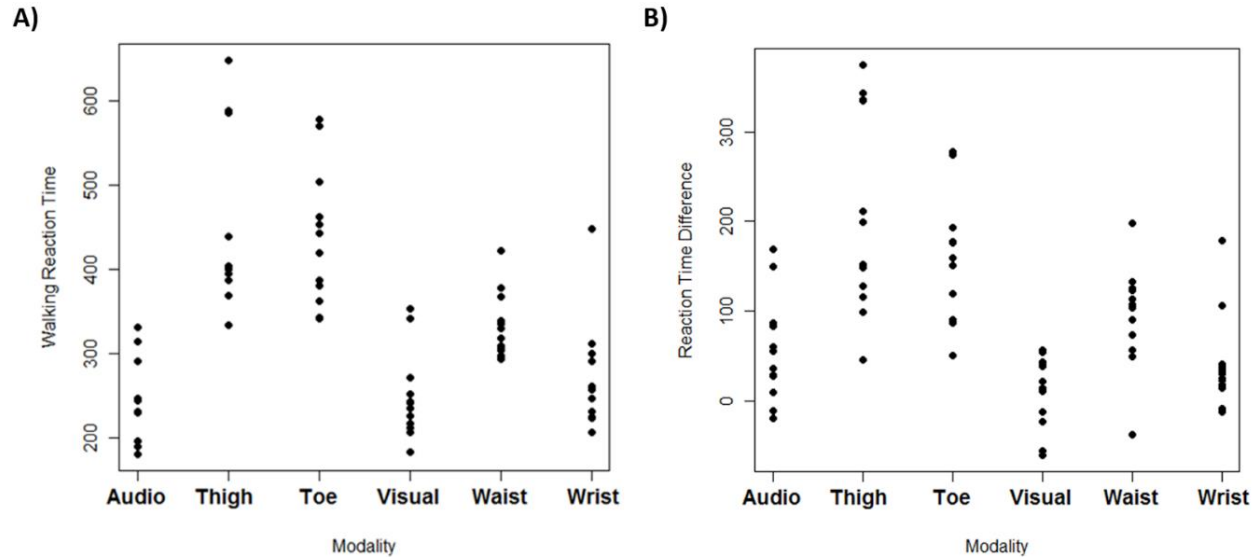 A)
Walking Reaction Time
600
500
400
300
200
Audio Thigh Toe Visual Waist Wrist
Modality
B)
Reaction Time Difference
300
200
100
0
Audio Thigh Toe Visual Waist Wrist
Modality